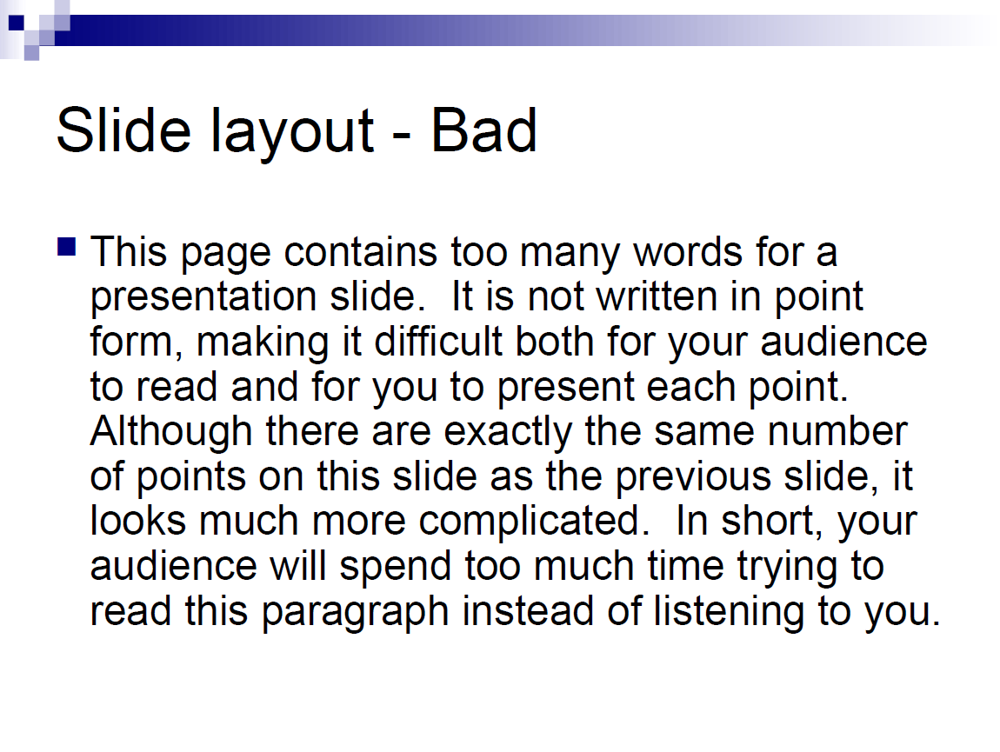 Slide layout - Bad
This page contains too many words for a
presentation slide.  It is not written in point
form, making it difficult both for your audience
to read and for you to present each point.
Although there are exactly the same number
of points on this slide as the previous slide, it
looks much more complicated.  In short, your
audience will spend too much time trying to
read this paragraph instead of listening to you.